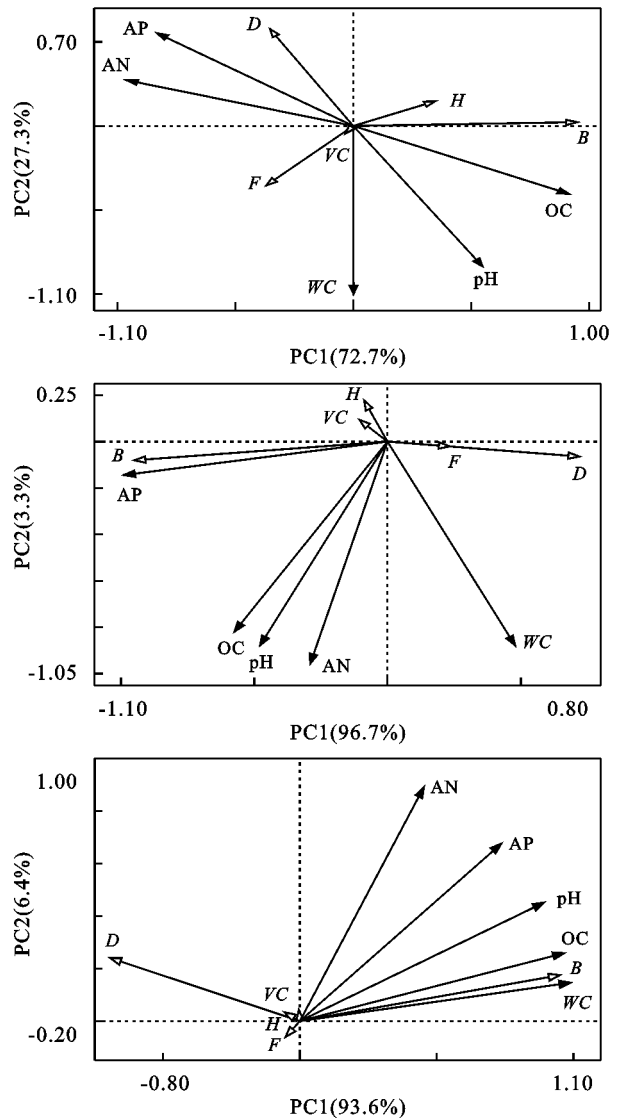 0.70
AP
D
AN
H
B
VC
F
OC
PC2(27.3%)
WC
pH
-1.10
-1.10
1.00
PC1(72.7%)
0.25
H
VC
B
F
D
AP
PC2(3.3%)
OC
pH
AN
WC
-1.05
-1.10
0.80
PC1(96.7%)
1.00
AN
AP
PC2(6.4%)
pH
D
OC
B
VC
WC
H
F
-0.20
-0.80
1.10
PC1(93.6%)